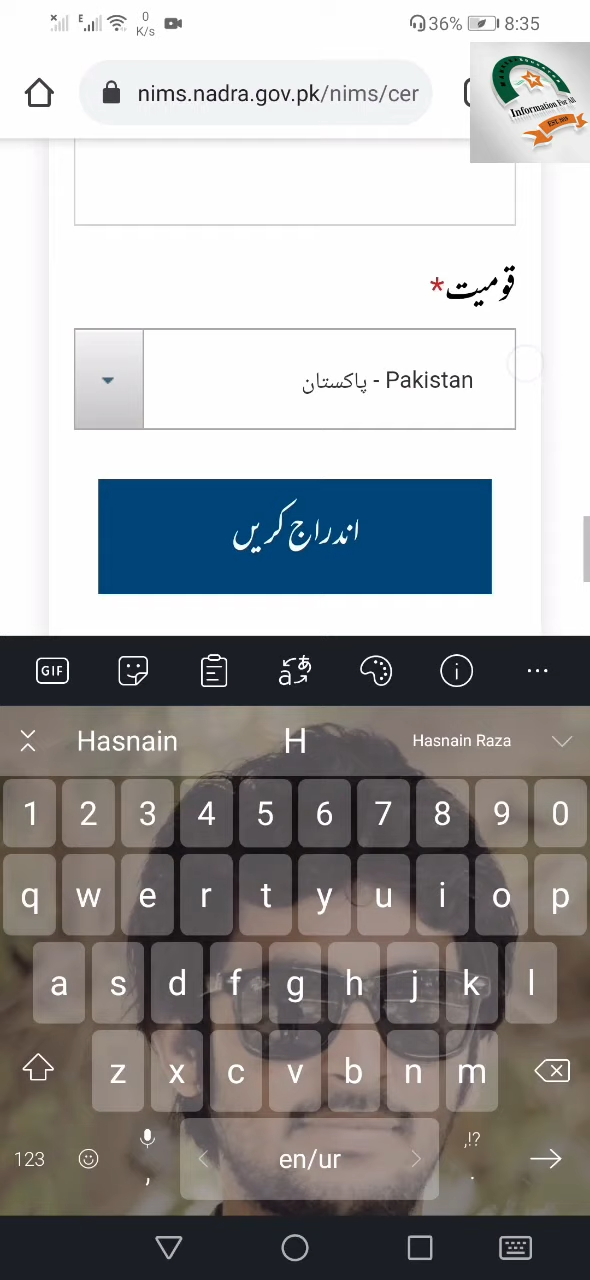 0
K/s
36%
8:35
nims.nadra.gov.pk/nims/cer
Information For All
قومیت*
Pakistan - پاکستان
اندراج کریں
GIF
Hasnain
H
Hasnain Raza
1 2 3 4 5 6 7 8 9 0
q w e r t y u i o p
a s d f g h j k l
z x c v b n m
123
,
en/ur
,!?
.